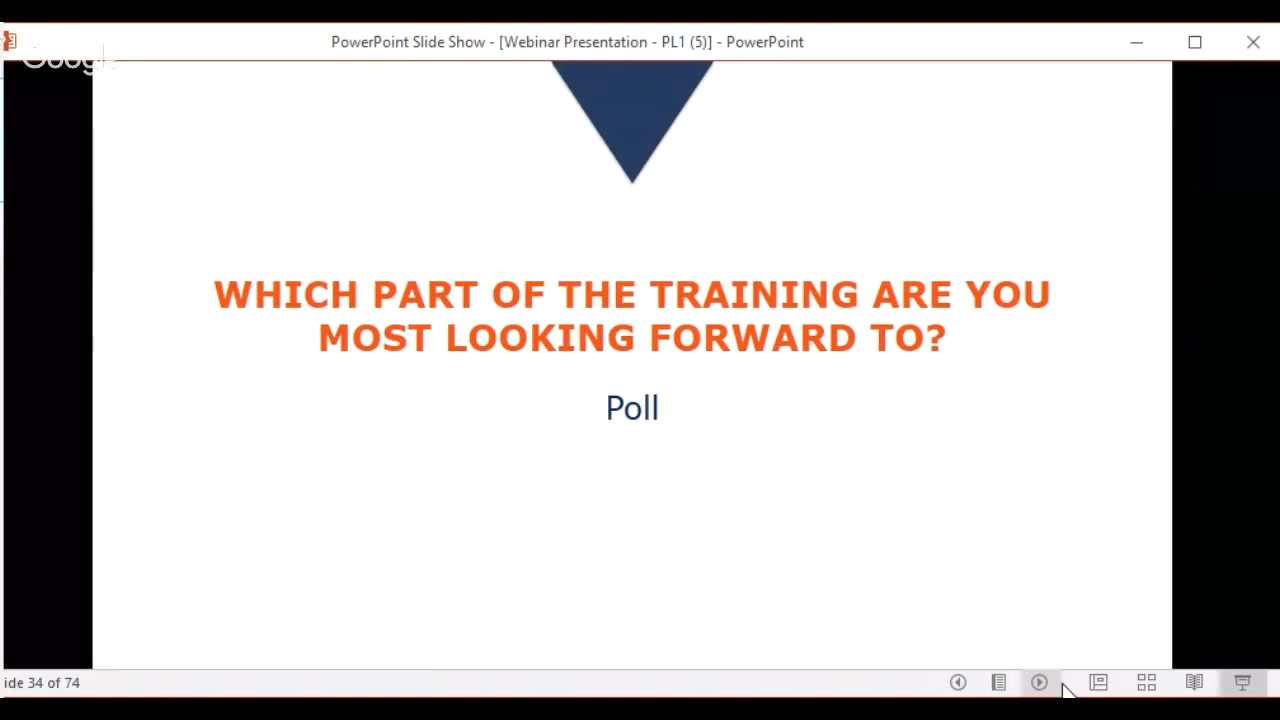 PowerPoint Slide Show - [Webinar Presentation - PL1 (5)] - PowerPoint
Google
WHICH PART OF THE TRAINING ARE YOU
MOST LOOKING FORWARD TO?
Poll
ide 34 of 74